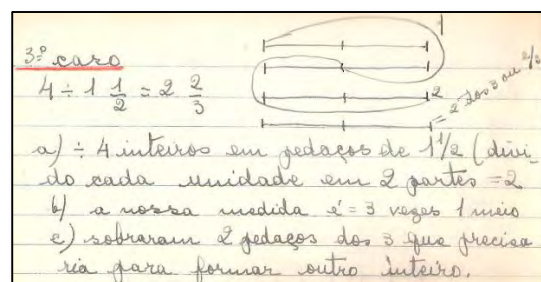 3º caso
4 ÷ 1 1/2 = 2 2/3
1
2
= 2 dos 3 ou 2/3
a) ÷ 4 inteiros em pedaços de 1 1/2 (divi-
do cada unidade em 2 partes = 2
b) a nossa medida é = 3 vezes 1 meio
c) sobraram 2 pedaços dos 3 que precisa
ria para formar outro inteiro.